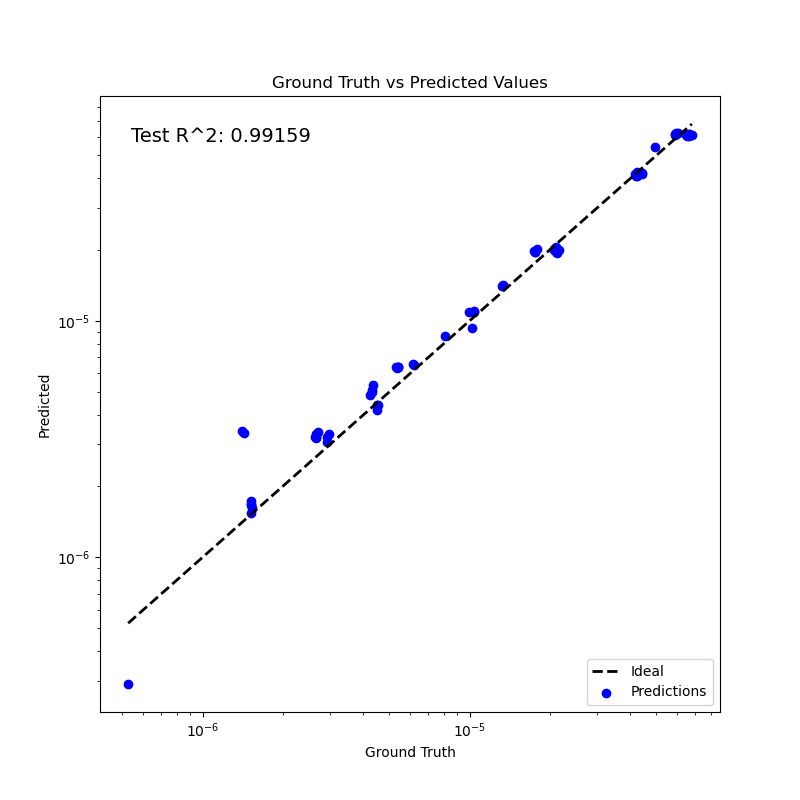 Ground Truth vs Predicted Values
Test R^2: 0.99159
10⁻⁵
10⁻⁶
Predicted
10⁻⁶
10⁻⁵
Ground Truth
Ideal
Predictions